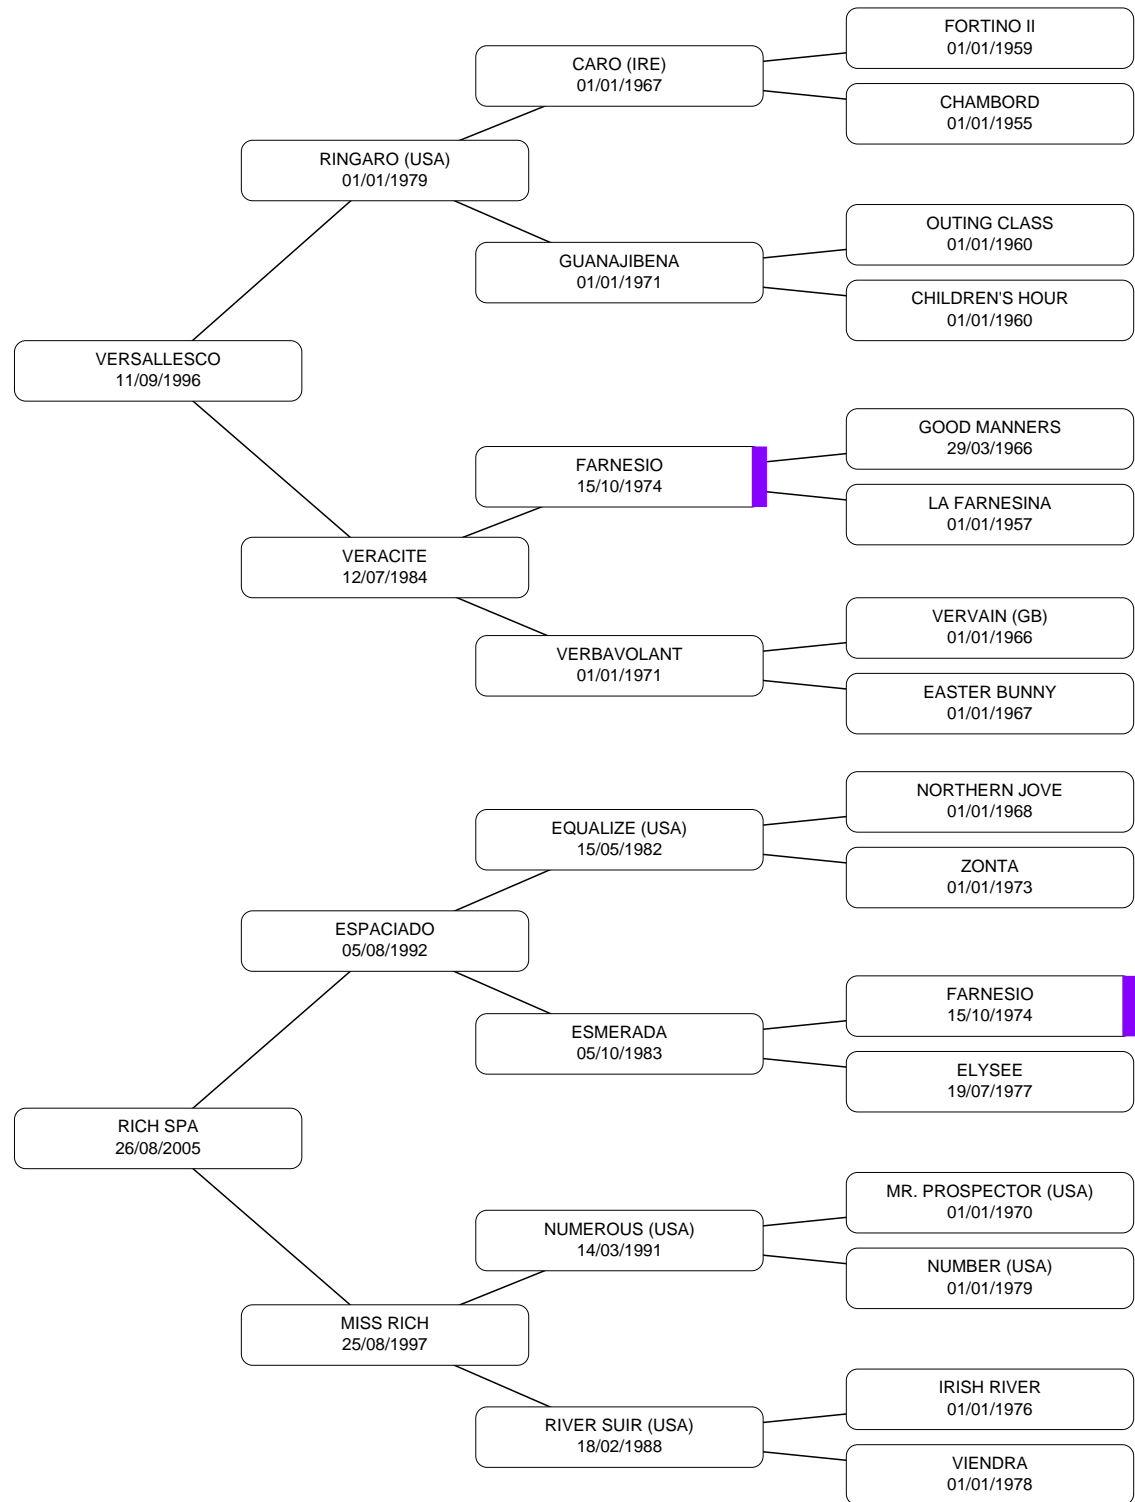 FORTINO II
01/01/1959
CARO (IRE)
01/01/1967
CHAMBORD
01/01/1955
RINGARO (USA)
01/01/1979
OUTING CLASS
01/01/1960
GUANAJIBENA
01/01/1971
CHILDREN'S HOUR
01/01/1960
VERSALLESCO
11/09/1996
GOOD MANNERS
29/03/1966
FARNESIO
15/10/1974
LA FARNESINA
01/01/1957
VERACITE
12/07/1984
VERVAIN (GB)
01/01/1966
VERBAVOLANT
01/01/1971
EASTER BUNNY
01/01/1967
NORTHERN JOVE
01/01/1968
EQUALIZE (USA)
15/05/1982
ZONTA
01/01/1973
ESPACIADO
05/08/1992
FARNESIO
15/10/1974
ESMERADA
05/10/1983
ELYSEE
19/07/1977
RICH SPA
26/08/2005
MR. PROSPECTOR (USA)
01/01/1970
NUMEROUS (USA)
14/03/1991
NUMBER (USA)
01/01/1979
MISS RICH
25/08/1997
IRISH RIVER
01/01/1976
RIVER SUIR (USA)
18/02/1988
VIENDRA
01/01/1978